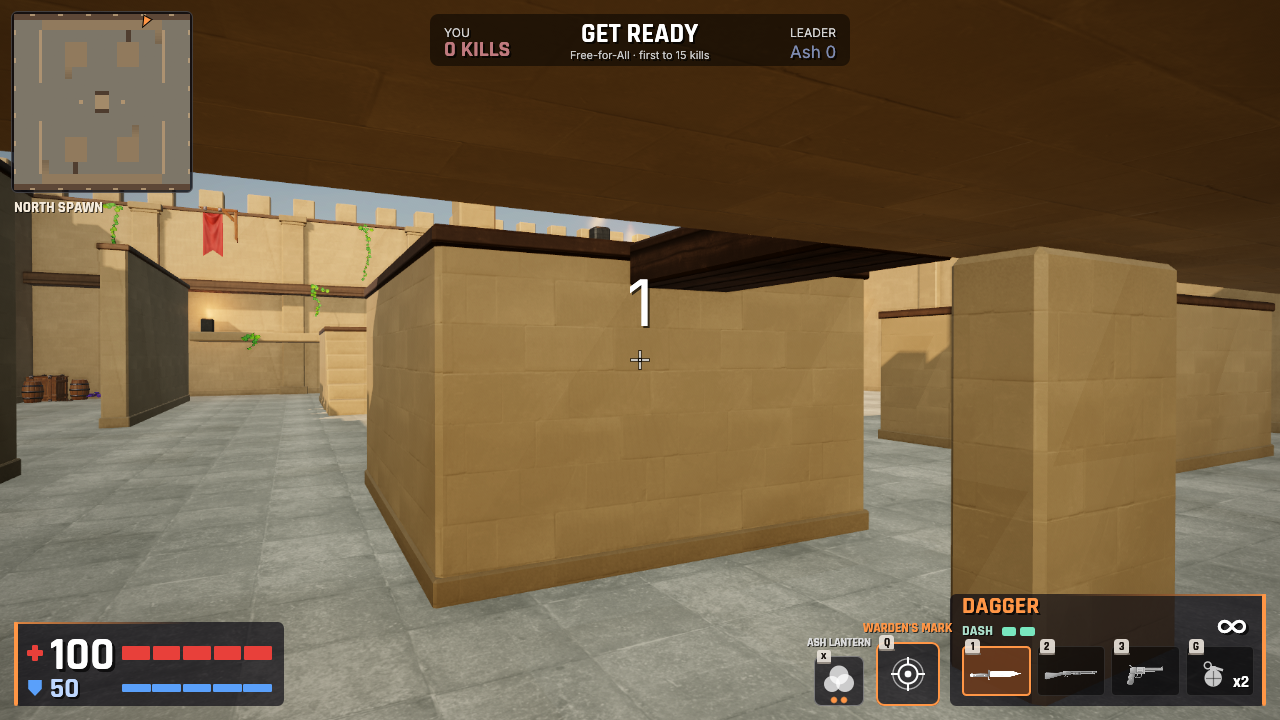 YOU
0 KILLS
GET READY
Free-for-All · first to 15 kills
LEADER
Ash 0
NORTH SPAWN
1
100
50
ASH LANTERN
X
WARDEN'S MARK
Q
DAGGER
DASH
∞
1
2
3
G
x2